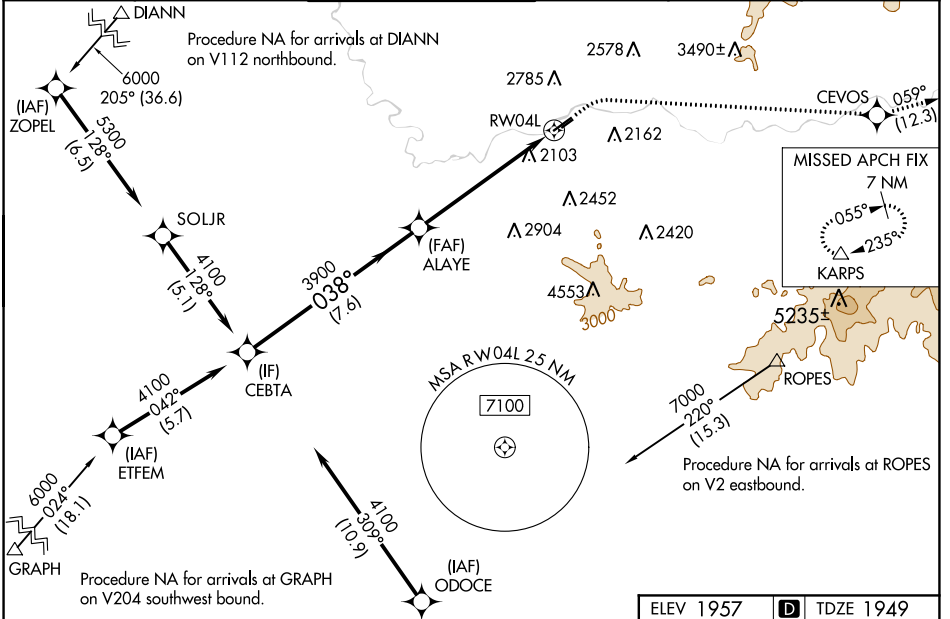 DIANN
Procedure NA for arrivals at DIANN
on V112 northbound.
6000
205° (36.6)
(IAF)
ZOPEL
5300
128°
(6.5)
SOLJR
4100
128°
(5.1)
2578
3490±
2785
RW04L
2162
2103
CEVOS
059°
(12.3)
MISSED APCH FIX
7 NM
055°
235°
KARPS
2452
2904
2420
(FAF)
ALAYE
3900
038°
(7.6)
4553
3000
5235±
(IF)
CEBTA
4100
042°
(5.7)
(IAF)
ETFEM
6000
024°
(18.1)
GRAPH
MSA RW04L 25 NM
7100
ROPES
7000
220°
(15.3)
Procedure NA for arrivals at ROPES
on V2 eastbound.
4100
309°
(10.9)
(IAF)
ODOCE
Procedure NA for arrivals at GRAPH
on V204 southwest bound.
ELEV 1957 D TDZE 1949